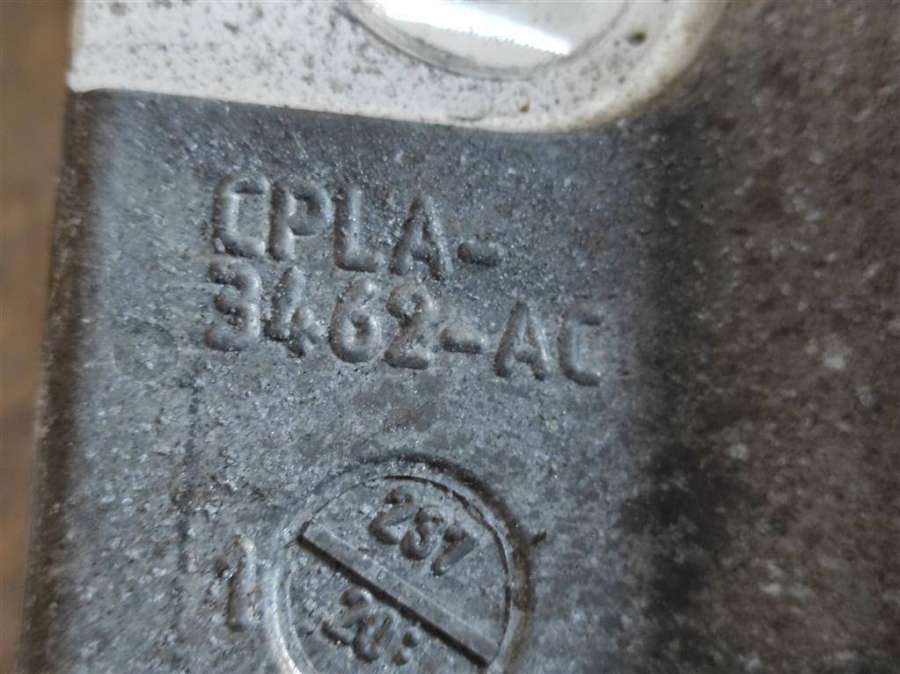 CPLA-
3462-AC
237
1